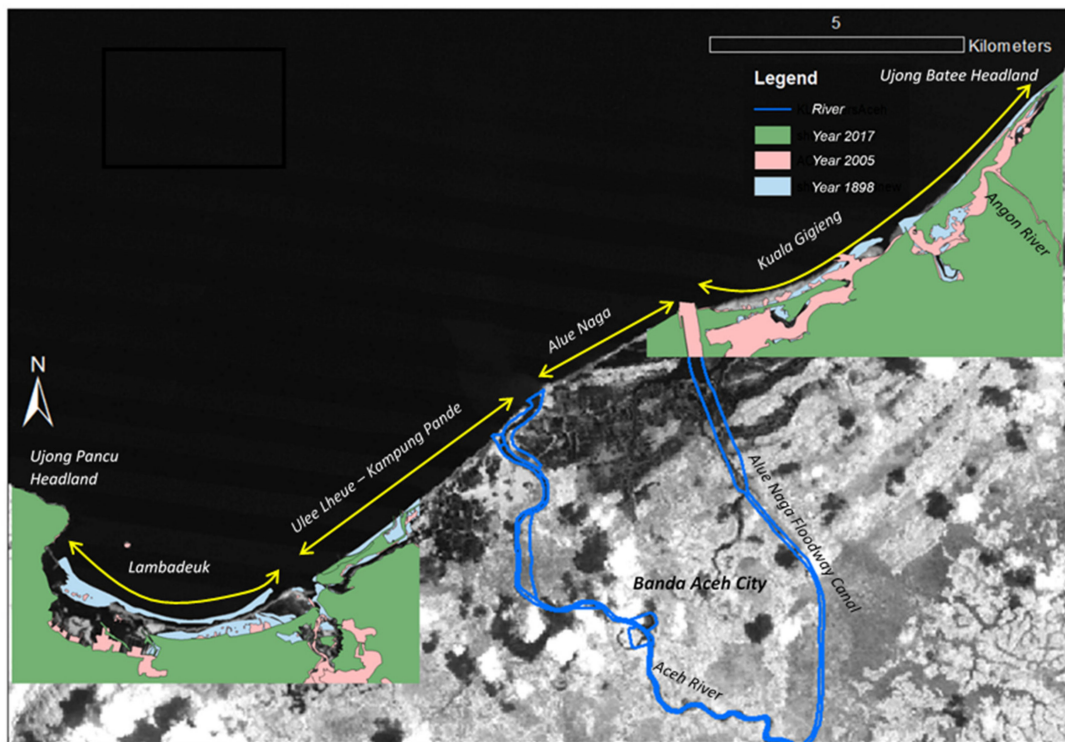 5
Kilometers
Legend
River
Year 2017
Year 2005
Year 1898
Ujong Batee Headland
Angon River
Kuala Gigieng
Alue Naga
N
Ulee Lheue – Kampung Pande
Ujong Pancu
Headland
Lambadeuk
Alue Naga Floodway Canal
Banda Aceh City
Aceh River